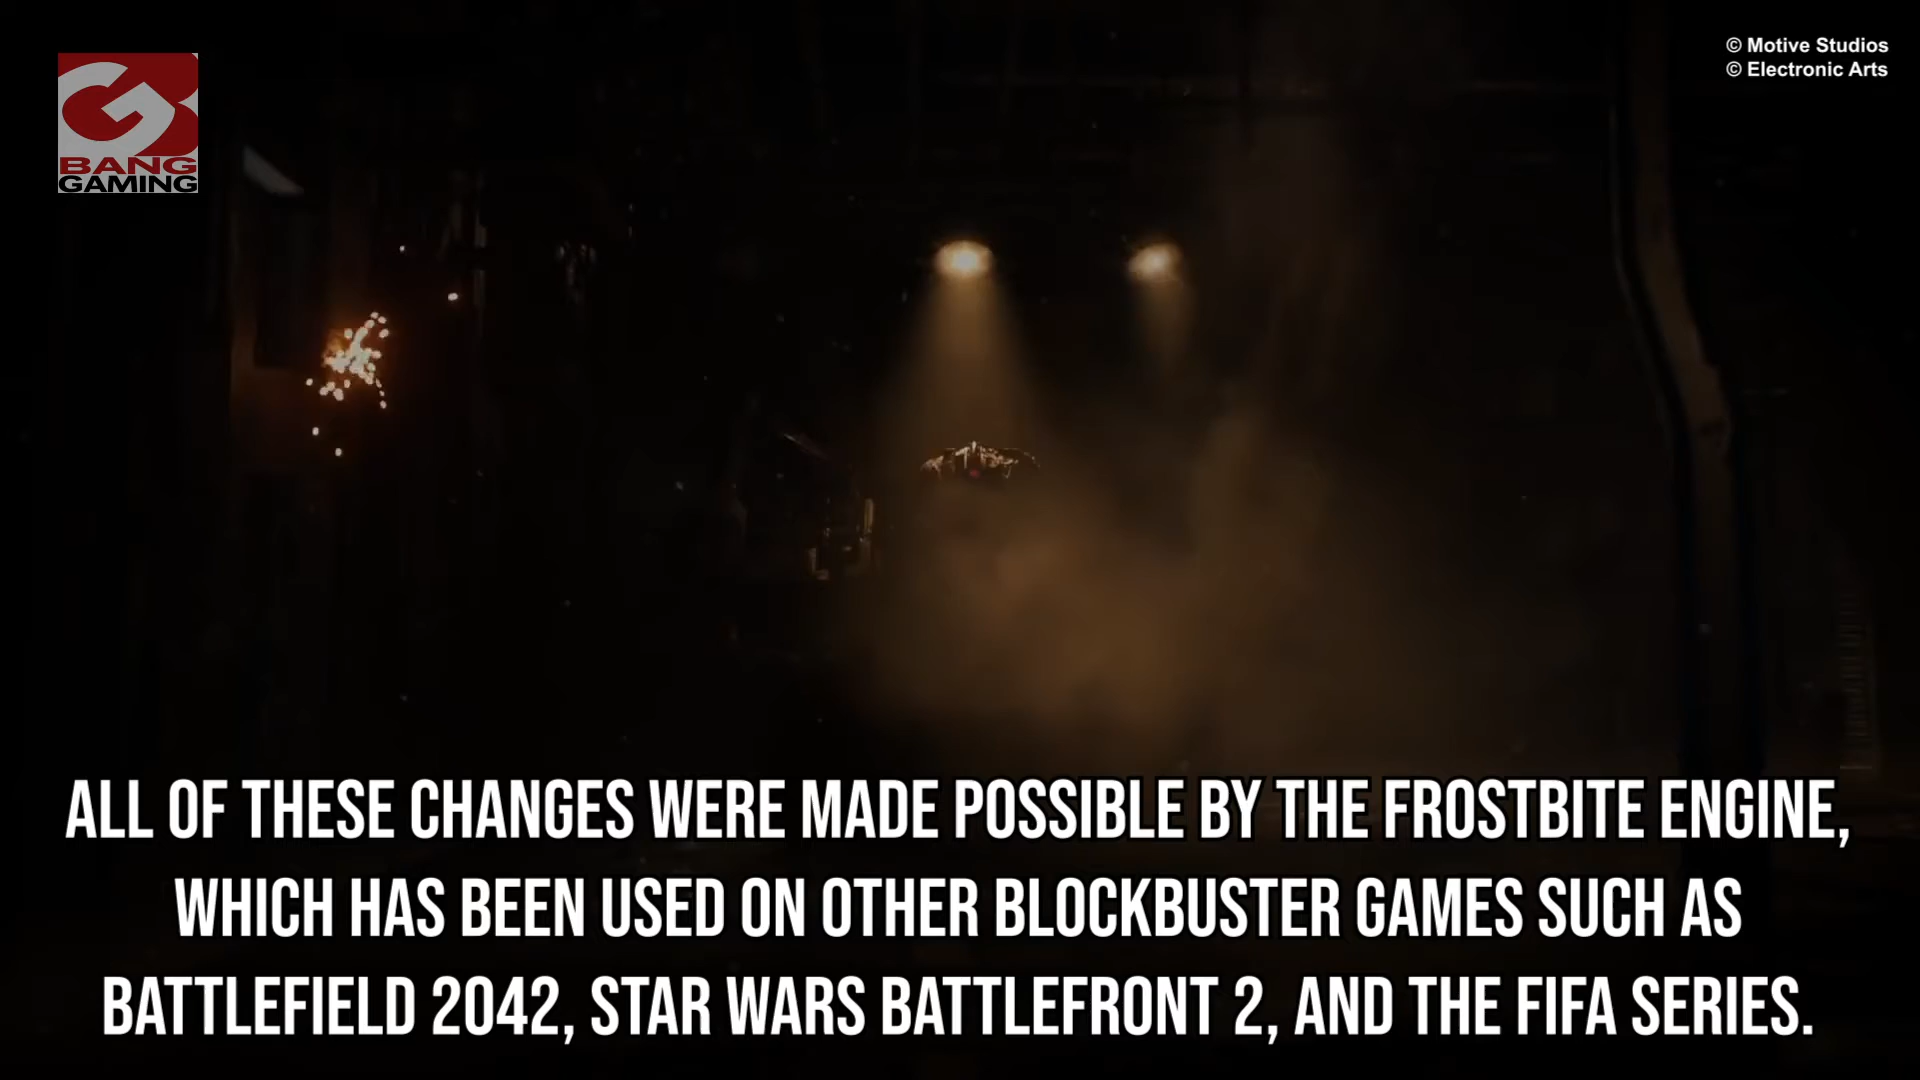 © Motive Studios
© Electronic Arts
BANG
GAMING
ALL OF THESE CHANGES WERE MADE POSSIBLE BY THE FROSTBITE ENGINE,
WHICH HAS BEEN USED ON OTHER BLOCKBUSTER GAMES SUCH AS
BATTLEFIELD 2042, STAR WARS BATTLEFRONT 2, AND THE FIFA SERIES.